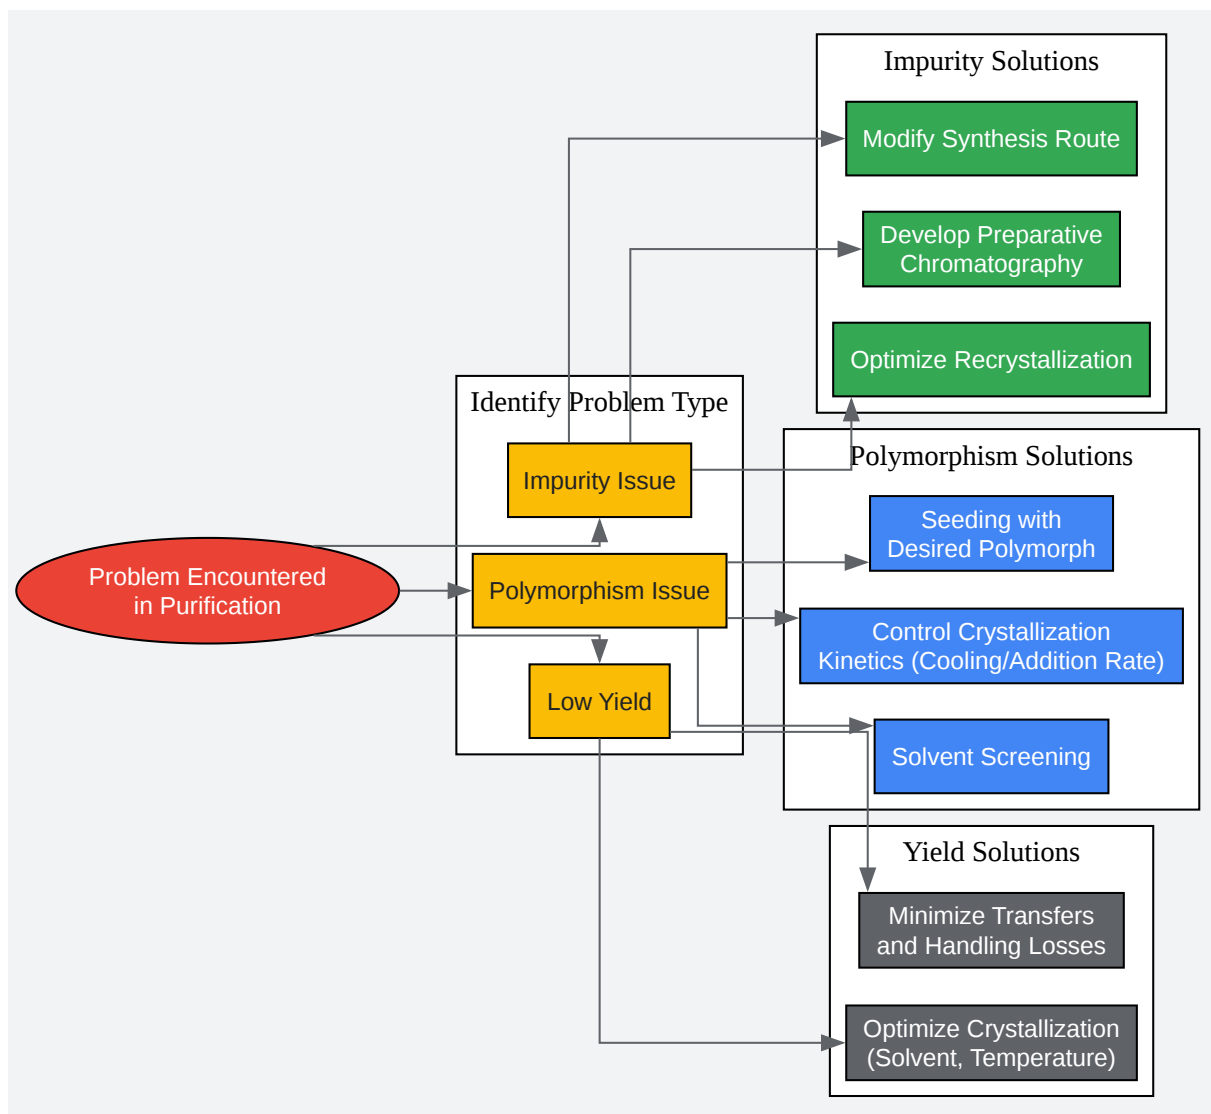 Impurity Solutions
Modify Synthesis Route
Develop Preparative
Chromatography
Optimize Recrystallization
Identify Problem Type
Impurity Issue
Polymorphism Issue
Low Yield
Problem Encountered
in Purification
Polymorphism Solutions
Seeding with
Desired Polymorph
Control Crystallization
Kinetics (Cooling/Addition Rate)
Solvent Screening
Yield Solutions
Minimize Transfers
and Handling Losses
Optimize Crystallization
(Solvent, Temperature)